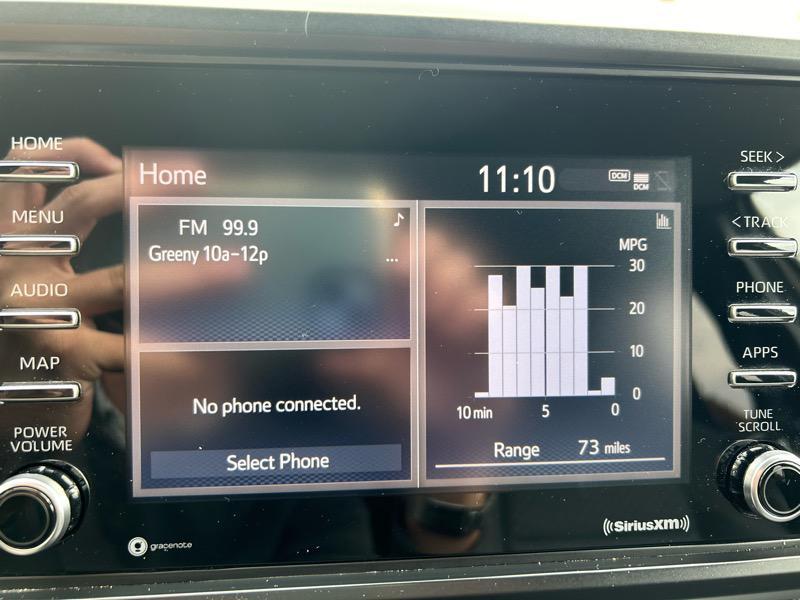 HOME
MENU
AUDIO
MAP
POWER
VOLUME
Home
11:10
DCM
DCM
FM 99.9
Greeny 10a-12p
...
No phone connected.
Select Phone
MPG
30
20
10
0
10 min 5 0
Range 73 miles
SEEK >
< TRACK
PHONE
APPS
TUNE
SCROLL
gracenote
SiriusXM